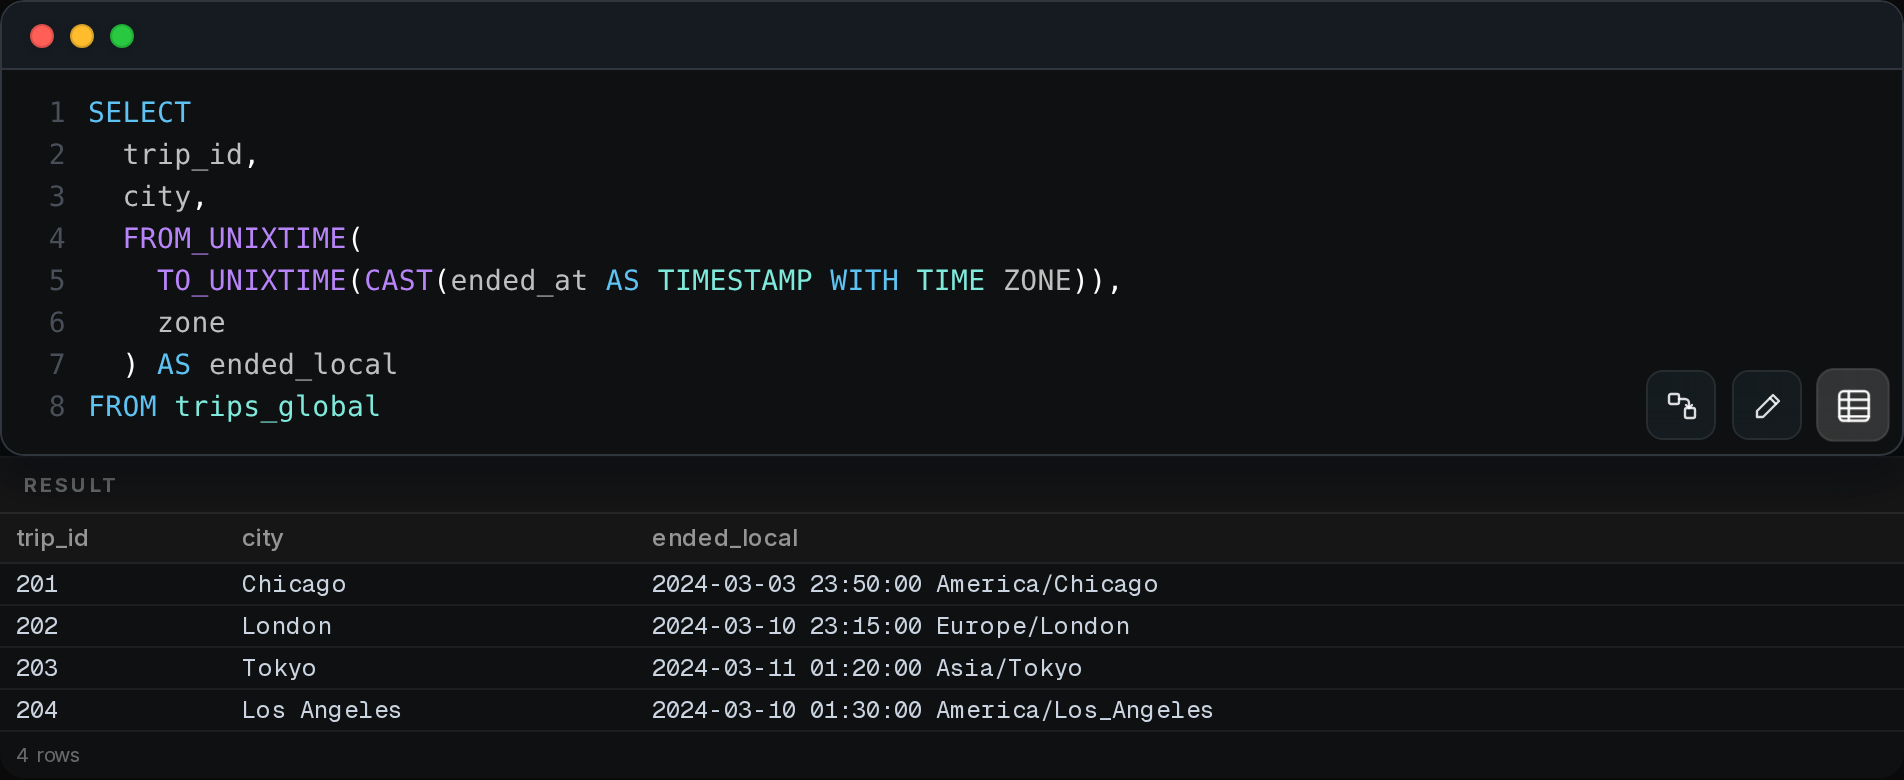 1 SELECT
2   trip_id,
3   city,
4   FROM_UNIXTIME(
5     TO_UNIXTIME(CAST(ended_at AS TIMESTAMP WITH TIME ZONE)),
6     zone
7   ) AS ended_local
8 FROM trips_global
RESULT
trip_id city ended_local
201 Chicago 2024-03-03 23:50:00 America/Chicago
202 London 2024-03-10 23:15:00 Europe/London
203 Tokyo 2024-03-11 01:20:00 Asia/Tokyo
204 Los Angeles 2024-03-10 01:30:00 America/Los_Angeles
4 rows